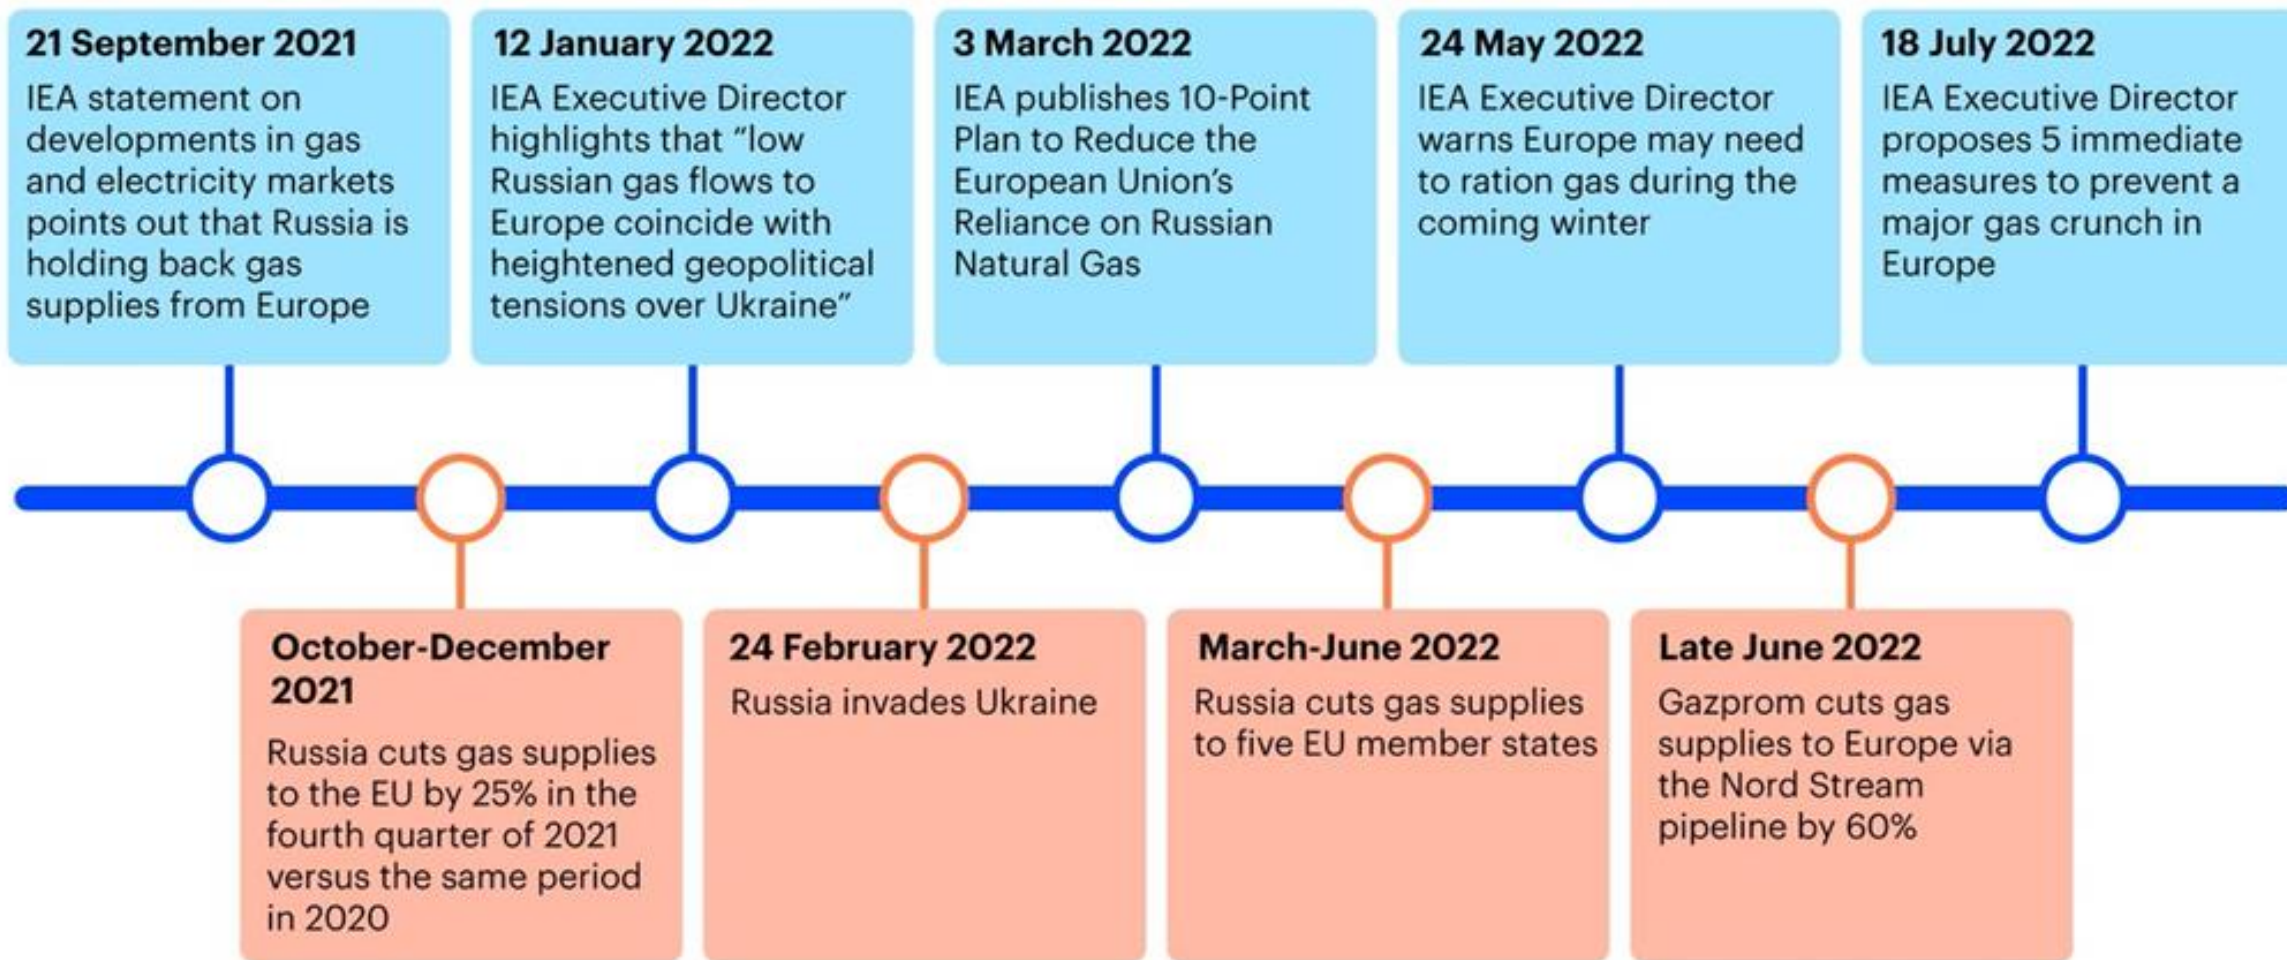 21 September 2021
IEA statement on
developments in gas
and electricity markets
points out that Russia is
holding back gas
supplies from Europe
12 January 2022
IEA Executive Director
highlights that “low
Russian gas flows to
Europe coincide with
heightened geopolitical
tensions over Ukraine”
3 March 2022
IEA publishes 10-Point
Plan to Reduce the
European Union’s
Reliance on Russian
Natural Gas
24 May 2022
IEA Executive Director
warns Europe may need
to ration gas during the
coming winter
18 July 2022
IEA Executive Director
proposes 5 immediate
measures to prevent a
major gas crunch in
Europe
October-December
2021
Russia cuts gas supplies
to the EU by 25% in the
fourth quarter of 2021
versus the same period
in 2020
24 February 2022
Russia invades Ukraine
March-June 2022
Russia cuts gas supplies
to five EU member states
Late June 2022
Gazprom cuts gas
supplies to Europe via
the Nord Stream
pipeline by 60%